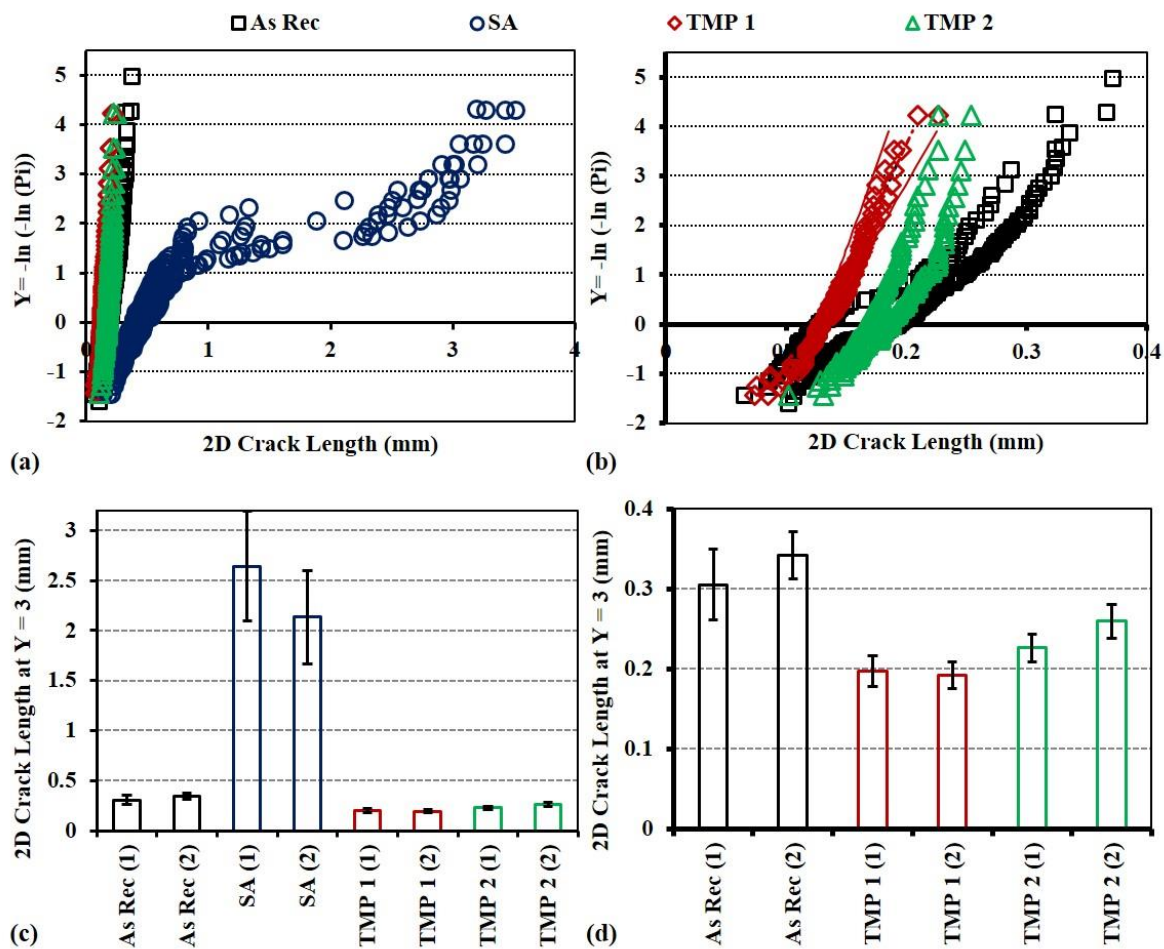 As Rec SA TMP 1 TMP 2
Y= -ln (-ln (Pi))
5
4
3
2
1
0
-1
-2
0 1 2 3 4
2D Crack Length (mm)
(a)
Y= -ln (-ln (Pi))
5
4
3
2
1
0
-1
-2
0 0.1 0.2 0.3 0.4
2D Crack Length (mm)
(b)
2D Crack Length at Y = 3 (mm)
3
2.5
2
1.5
1
0.5
0
As Rec (1)
As Rec (2)
SA (1)
SA (2)
TMP 1 (1)
TMP 1 (2)
TMP 2 (1)
TMP 2 (2)
(c)
2D Crack Length at Y = 3 (mm)
0.4
0.3
0.2
0.1
0
As Rec (1)
As Rec (2)
TMP 1 (1)
TMP 1 (2)
TMP 2 (1)
TMP 2 (2)
(d)